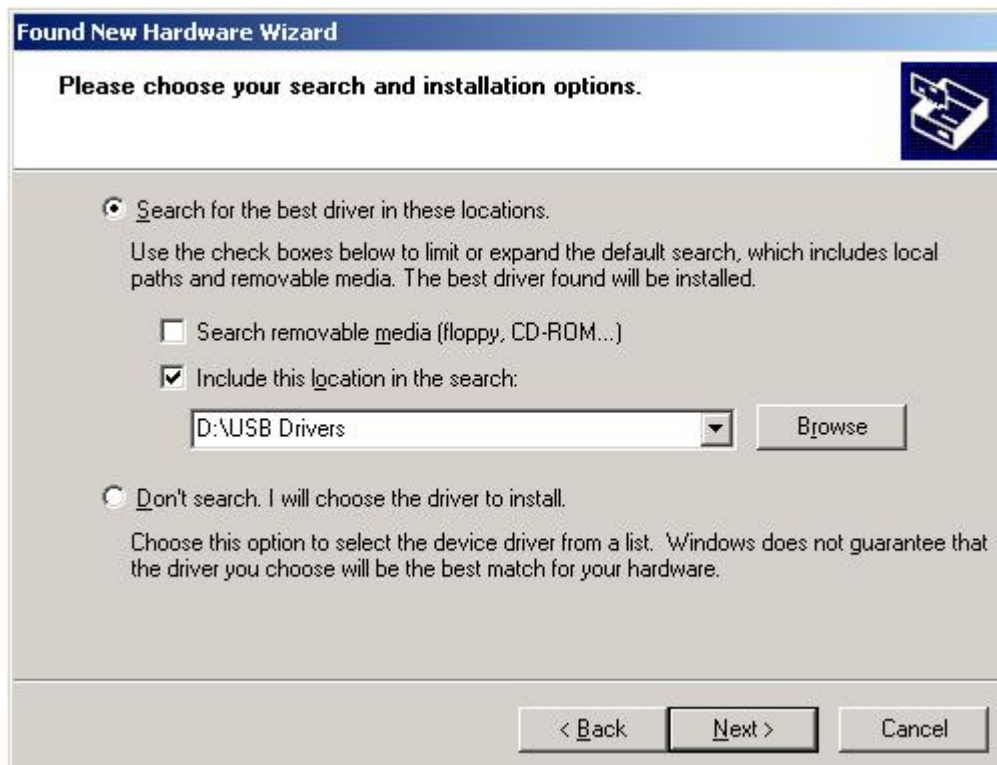 Found New Hardware Wizard
Please choose your search and installation options.
Search for the best driver in these locations.
Use the check boxes below to limit or expand the default search, which includes local
paths and removable media. The best driver found will be installed.
Search removable media (floppy, CD-ROM...)
Include this location in the search:
D:\USB Drivers
Browse
Don't search. I will choose the driver to install.
Choose this option to select the device driver from a list. Windows does not guarantee that
the driver you choose will be the best match for your hardware.
< Back
Next >
Cancel